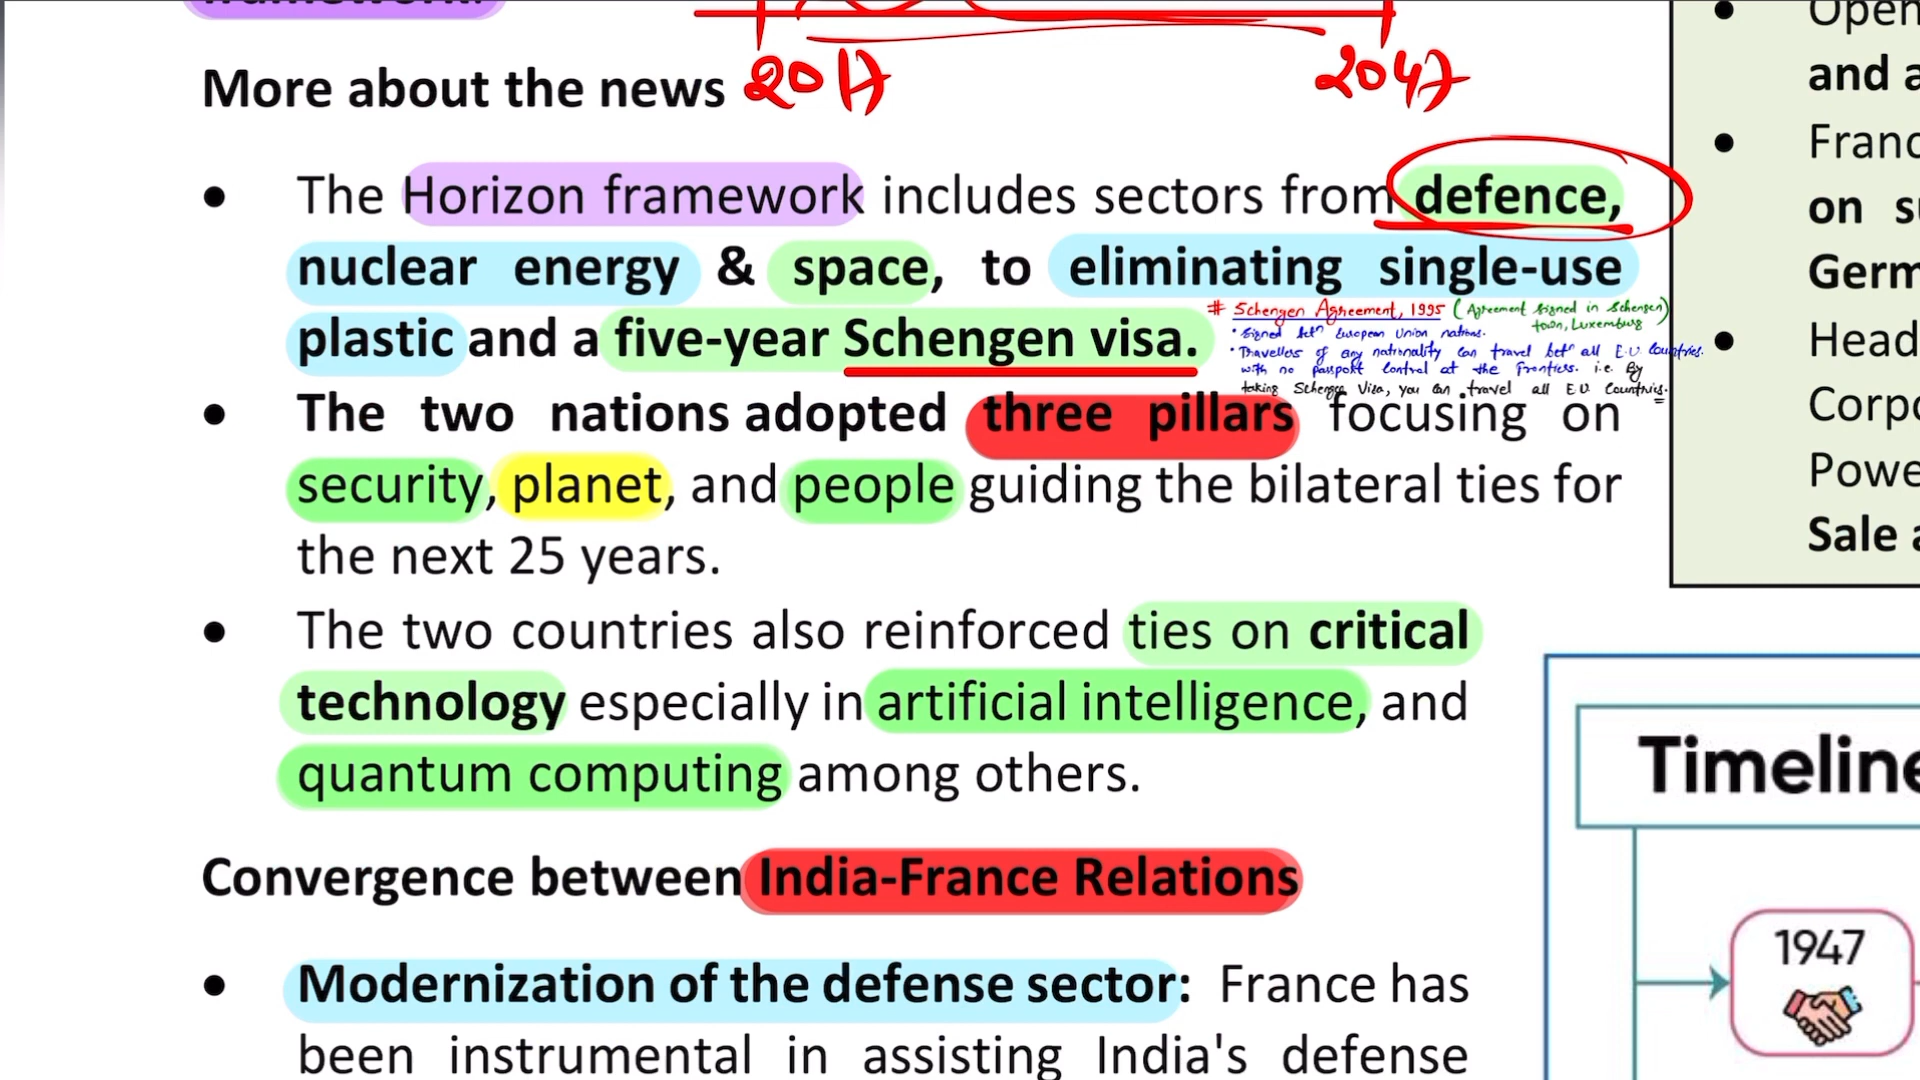 framework.
2017
2047
More about the news
• The Horizon framework includes sectors from defence,
nuclear energy & space, to eliminating single-use
plastic and a five-year Schengen visa.
# Schengen Agreement, 1995 (Agreement signed in Schengen
town, Luxemburg)
• Signed betn European Union nations.
• Travellers of any nationality can travel betn all E.U. Countries.
with no passport Control at the frontiers. i.e. By
taking Schengen Visa, you can travel all E.U. Countries.
• The two nations adopted three pillars focusing on
security, planet, and people guiding the bilateral ties for
the next 25 years.
• The two countries also reinforced ties on critical
technology especially in artificial intelligence, and
quantum computing among others.
Convergence between India-France Relations
• Modernization of the defense sector: France has
been instrumental in assisting India's defense
• Open
and a
• Franc
on su
Germ
• Head
Corpo
Powe
Sale a
Timeline
1947